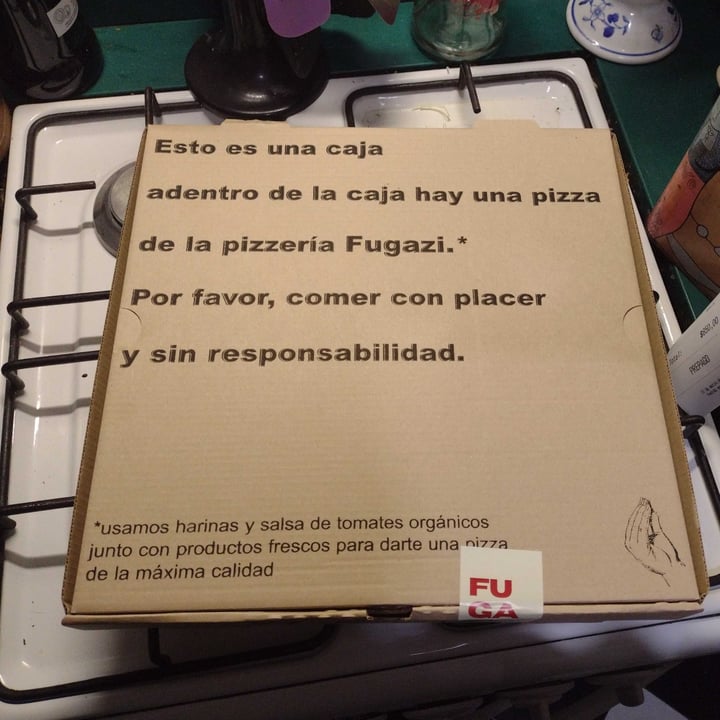 Esto es una caja
adentro de la caja hay una pizza
de la pizzería Fugazi.*
Por favor, comer con placer
y sin responsabilidad.
*usamos harinas y salsa de tomates orgánicos
junto con productos frescos para darte una pizza
de la máxima calidad
FU
GA
PREPAGO